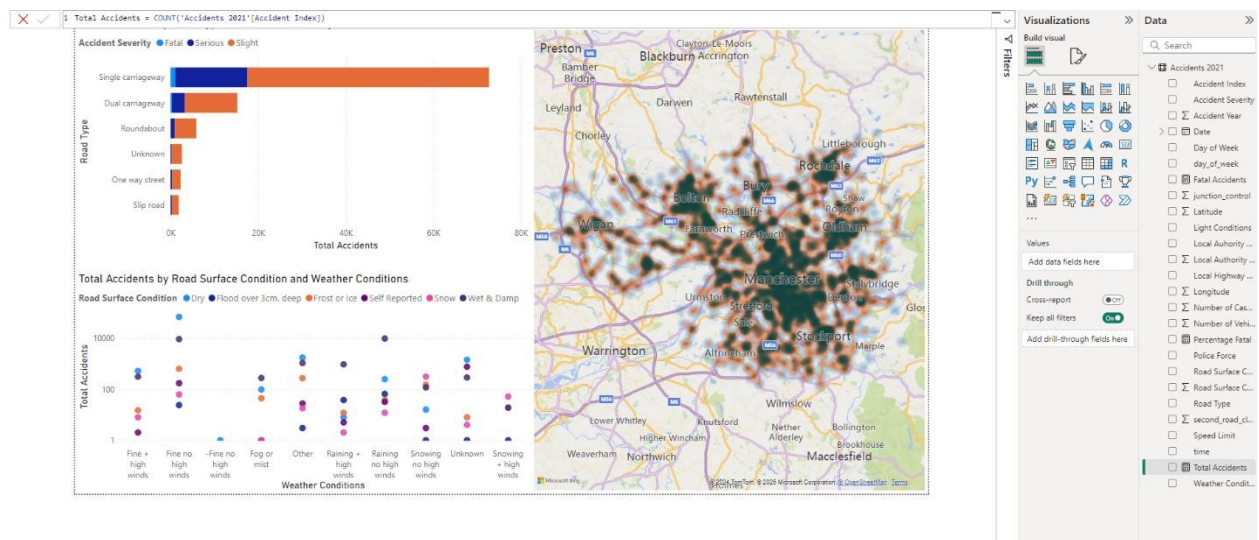 1 Total Accidents = COUNT('Accidents 2021'[Accident Index])
Accident Severity Fatal Serious Slight
Road Type
Single carriageway
Dual carriageway
Roundabout
Unknown
One way street
Slip road
0K 20K 40K 60K 80K
Total Accidents
Total Accidents by Road Surface Condition and Weather Conditions
Road Surface Condition Dry Flood over 3cm. deep Frost or Ice Self Reported Snow Wet & Damp
Total Accidents
10000
100
1
Fine + high winds
Fine no high winds
-Fine no high winds
Fog or mist
Other
Raining + high winds
Raining no high winds
Snowing no high winds
Unknown
Snowing + high winds
Weather Conditions
Preston
Clayton-Le-Moors
Blackburn Accrington
Bamber Bridge
Leyland
Darwen
Rawtenstall
Chorley
Littleborough
Rochdale
Bury
Bolton
Shaw
Royton
Radcliffe
Wigan
Farnworth
Prestwich
Oldham
Manchester
Urmston
Stretford
Denton
Stalybridge
Sale
Glos
Warrington
Altrincham
Stockport
Marple
Wilmslow
Lower Whitley
Knutsford
Nether Alderley
Bollington
Higher Wincham
Brookhouse
Weaverham
Northwich
Macclesfield
Holmes
Microsoft Bing
© 2024 TomTom, © 2025 Microsoft Corporation, © OpenStreetMap Terms
Filters
Visualizations
Build visual
R
Py
...
Values
Add data fields here
Drill through
Cross-report Off
Keep all filters On
Add drill-through fields here
Data
Search
Accidents 2021
Accident Index
Accident Severity
Accident Year
Date
Day of Week
day_of_week
Fatal Accidents
junction_control
Latitude
Light Conditions
Local Auhority ...
Local Authority ...
Local Highway ...
Longitude
Number of Cas...
Number of Vehi...
Percentage Fatal
Police Force
Road Surface C...
Road Surface C...
Road Type
second_road_cl...
Speed Limit
time
Total Accidents
Weather Condit...